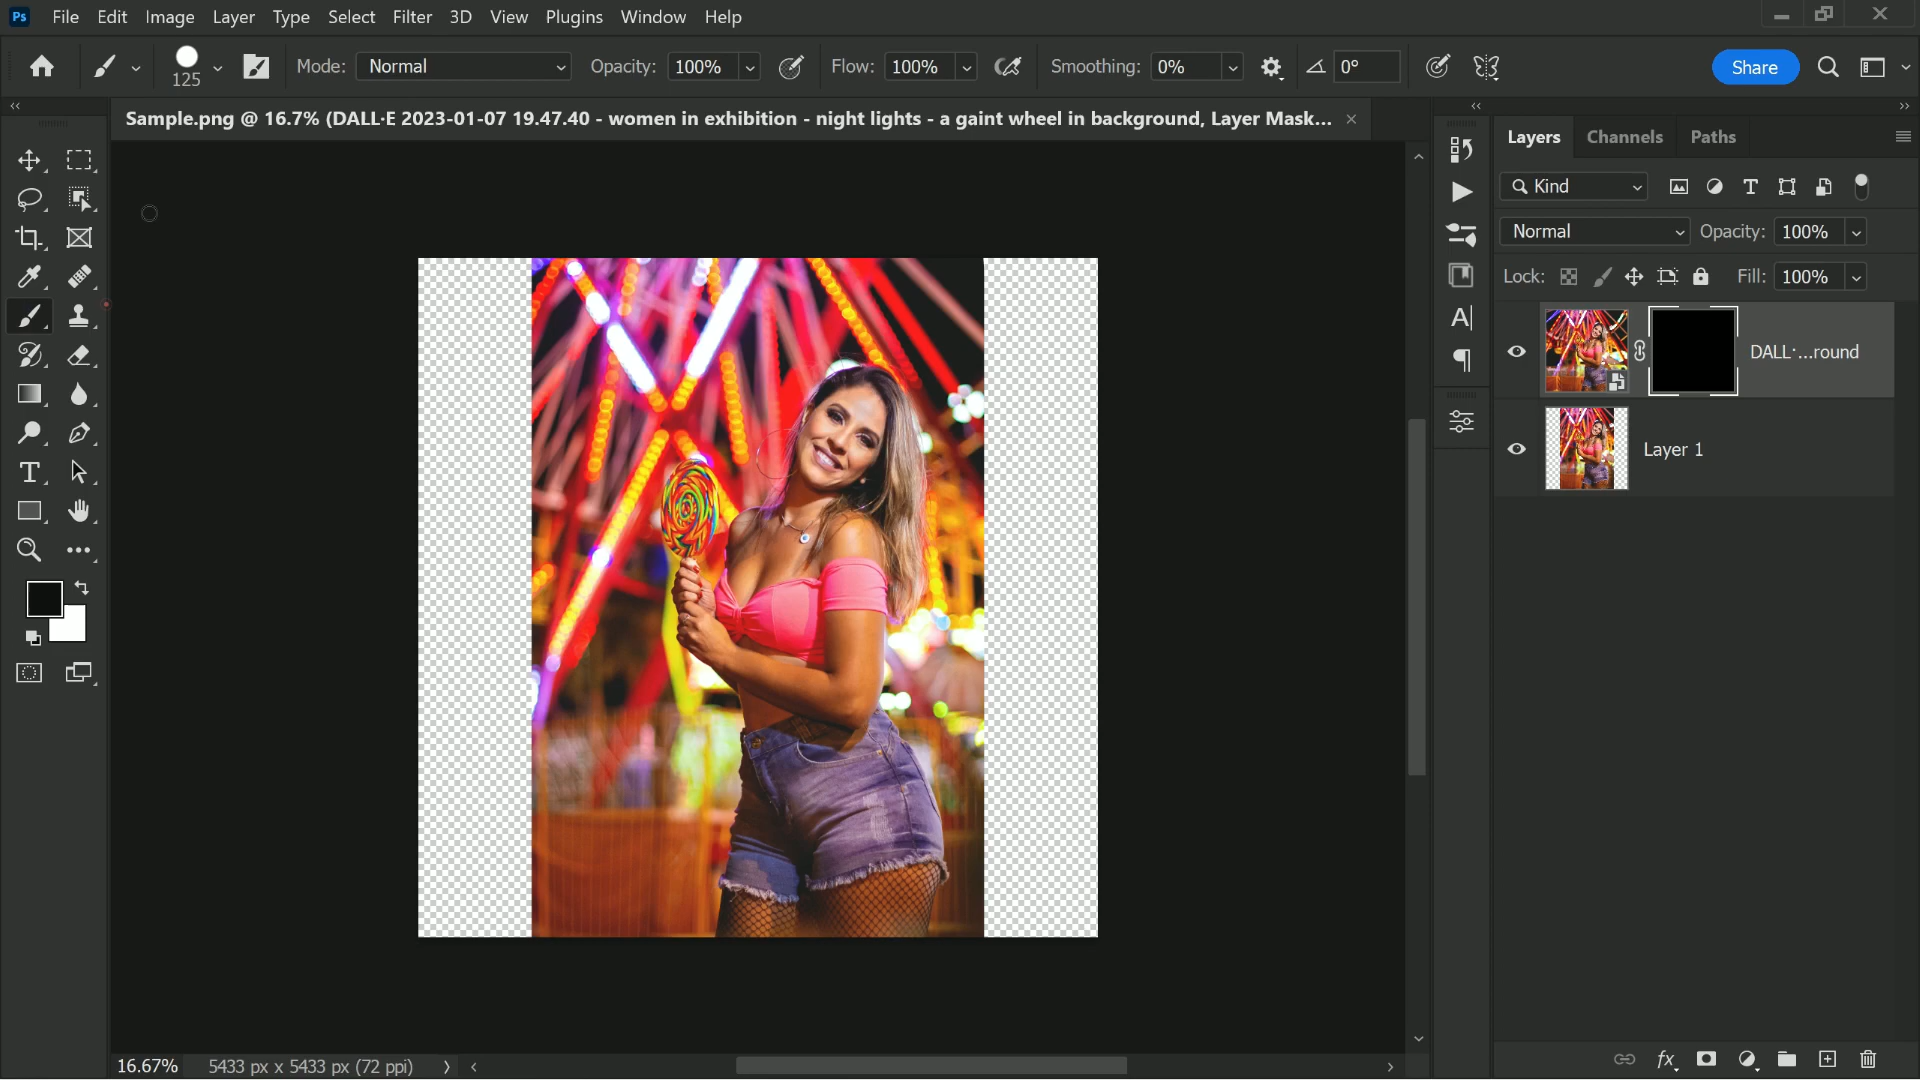 Ps File Edit Image Layer Type Select Filter 3D View Plugins Window Help
125 Mode: Normal Opacity: 100% Flow: 100% Smoothing: 0% 0° Share
Sample.png @ 16.7% (DALL·E 2023-01-07 19.47.40 - women in exhibition - night lights - a gaint wheel in background, Layer Mask...
Layers Channels Paths
Kind
Normal Opacity: 100%
Lock: Fill: 100%
DALL·...round
Layer 1
16.67% 5433 px x 5433 px (72 ppi)
fx